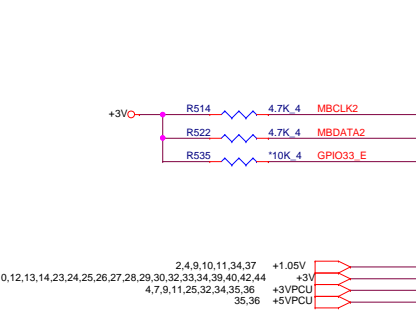 R514 4.7K_4 MBCLK2
+3V
R522 4.7K_4 MBDATA2
R535 *10K_4 GPIO33_E
2,4,9,10,11,34,37 +1.05V
0,12,13,14,23,24,25,26,27,28,29,30,32,33,34,39,40,42,44 +3V
4,7,9,11,25,32,34,35,36 +3VPCU
35,36 +5VPCU